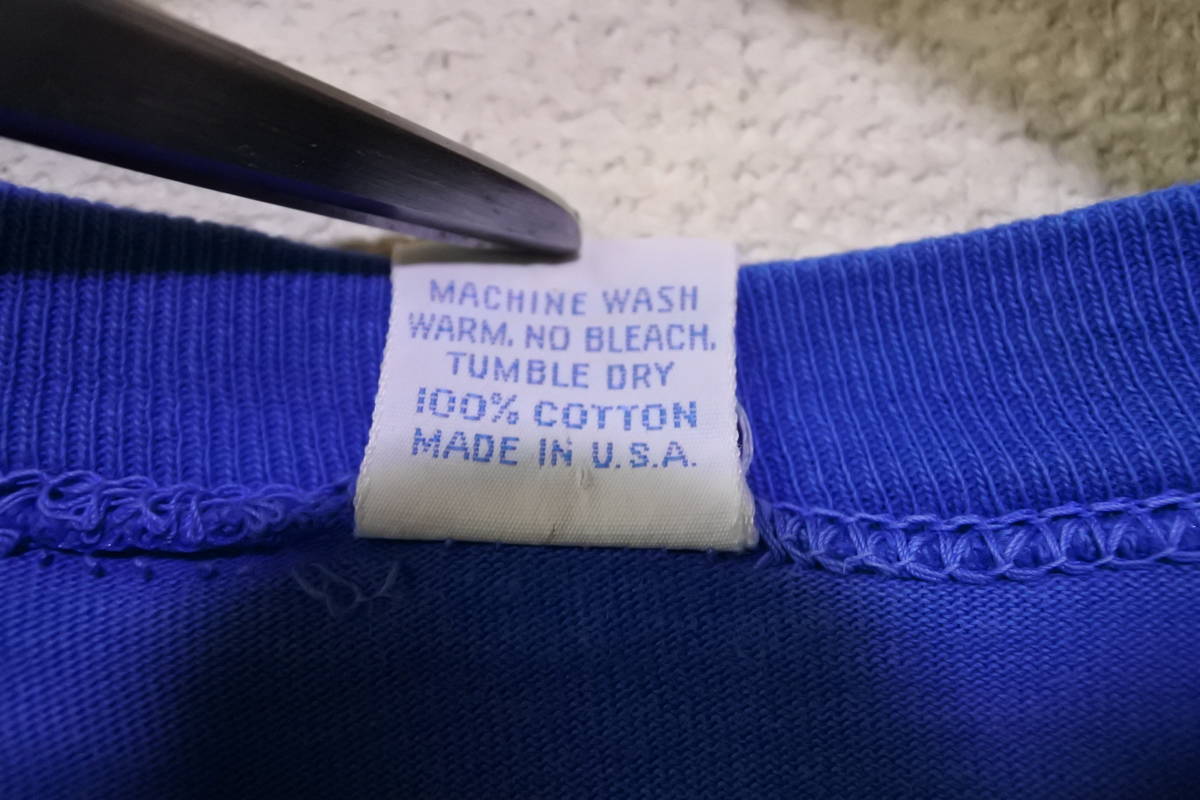 MACHINE WASH
WARM, NO BLEACH,
TUMBLE DRY
100% COTTON
MADE IN U.S.A.